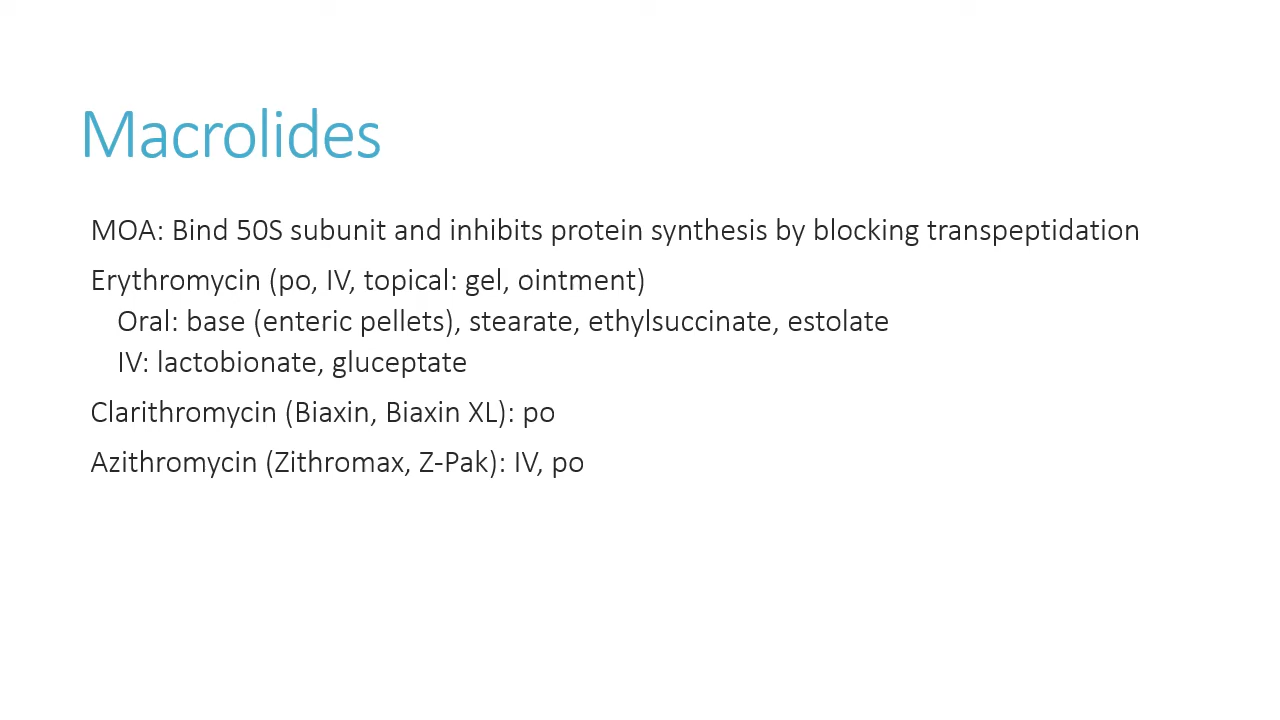 Macrolides
MOA: Bind 50S subunit and inhibits protein synthesis by blocking transpeptidation
Erythromycin (po, IV, topical: gel, ointment)
Oral: base (enteric pellets), stearate, ethylsuccinate, estolate
IV: lactobionate, gluceptate
Clarithromycin (Biaxin, Biaxin XL): po
Azithromycin (Zithromax, Z-Pak): IV, po